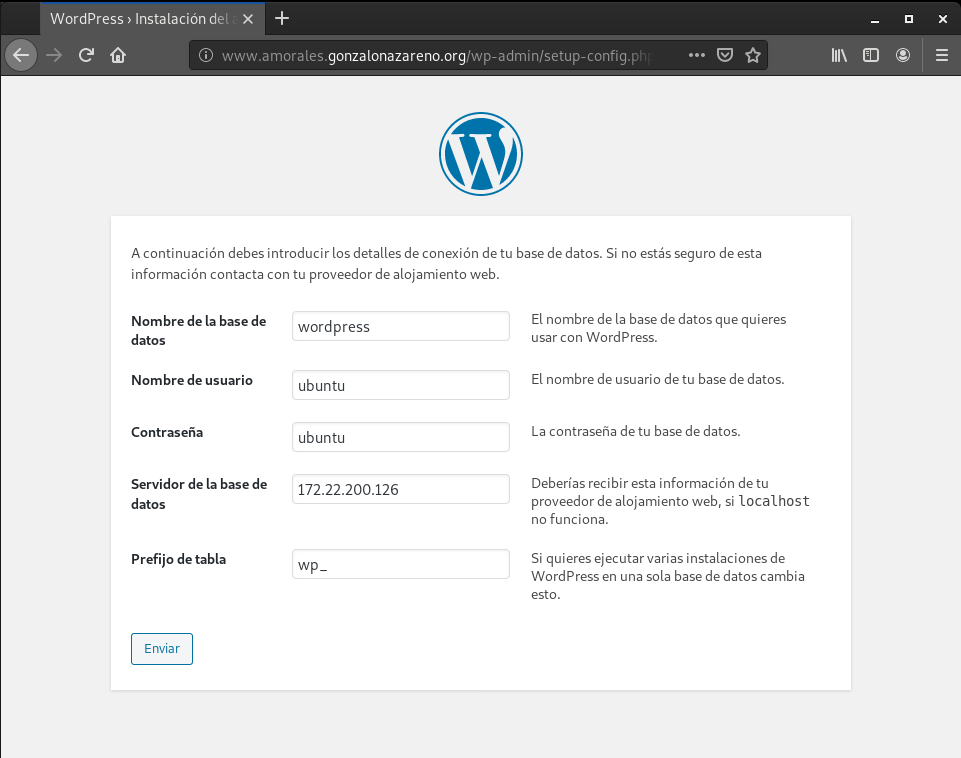 WordPress › Instalación del a
www.amorales.gonzalonazareno.org/wp-admin/setup-config.php
A continuación debes introducir los detalles de conexión de tu base de datos. Si no estás seguro de esta
información contacta con tu proveedor de alojamiento web.
Nombre de la base de
datos
wordpress
El nombre de la base de datos que quieres
usar con WordPress.
Nombre de usuario
ubuntu
El nombre de usuario de tu base de datos.
Contraseña
ubuntu
La contraseña de tu base de datos.
Servidor de la base de
datos
172.22.200.126
Deberías recibir esta información de tu
proveedor de alojamiento web, si localhost
no funciona.
Prefijo de tabla
wp_
Si quieres ejecutar varias instalaciones de
WordPress en una sola base de datos cambia
esto.
Enviar